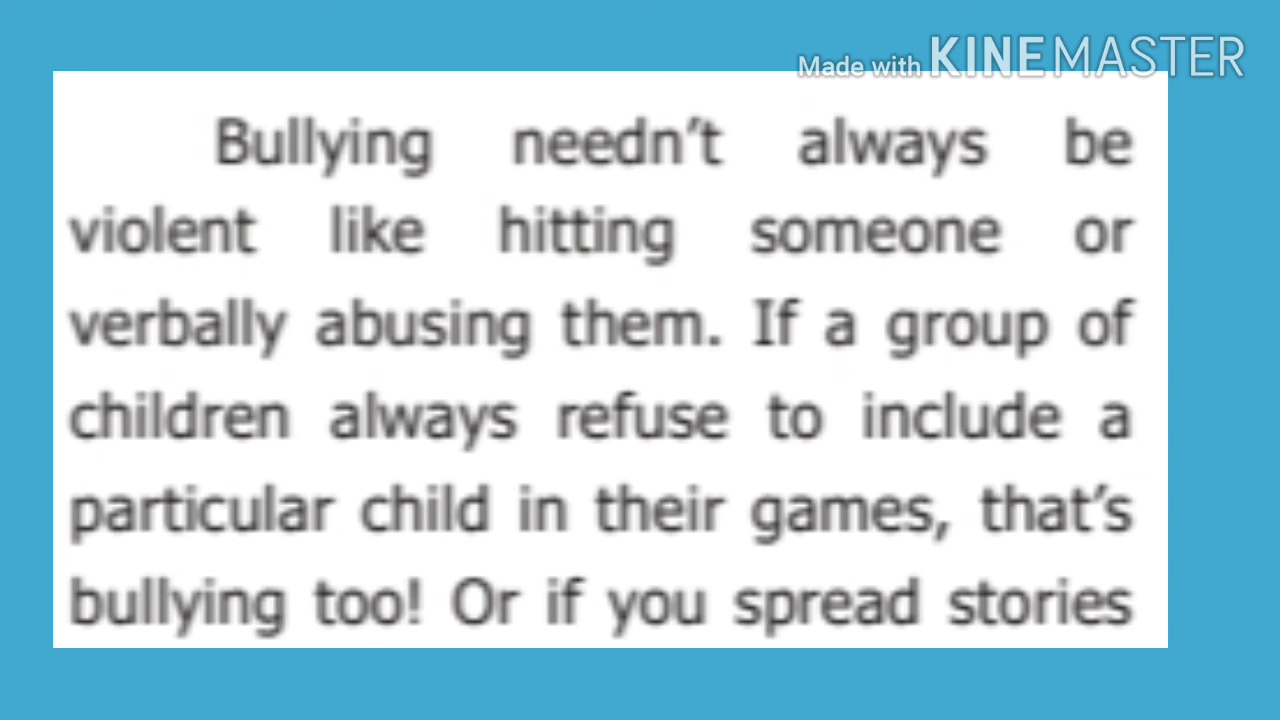 Made with KINEMASTER
Bullying needn't always be
violent like hitting someone or
verbally abusing them. If a group of
children always refuse to include a
particular child in their games, that's
bullying too! Or if you spread stories